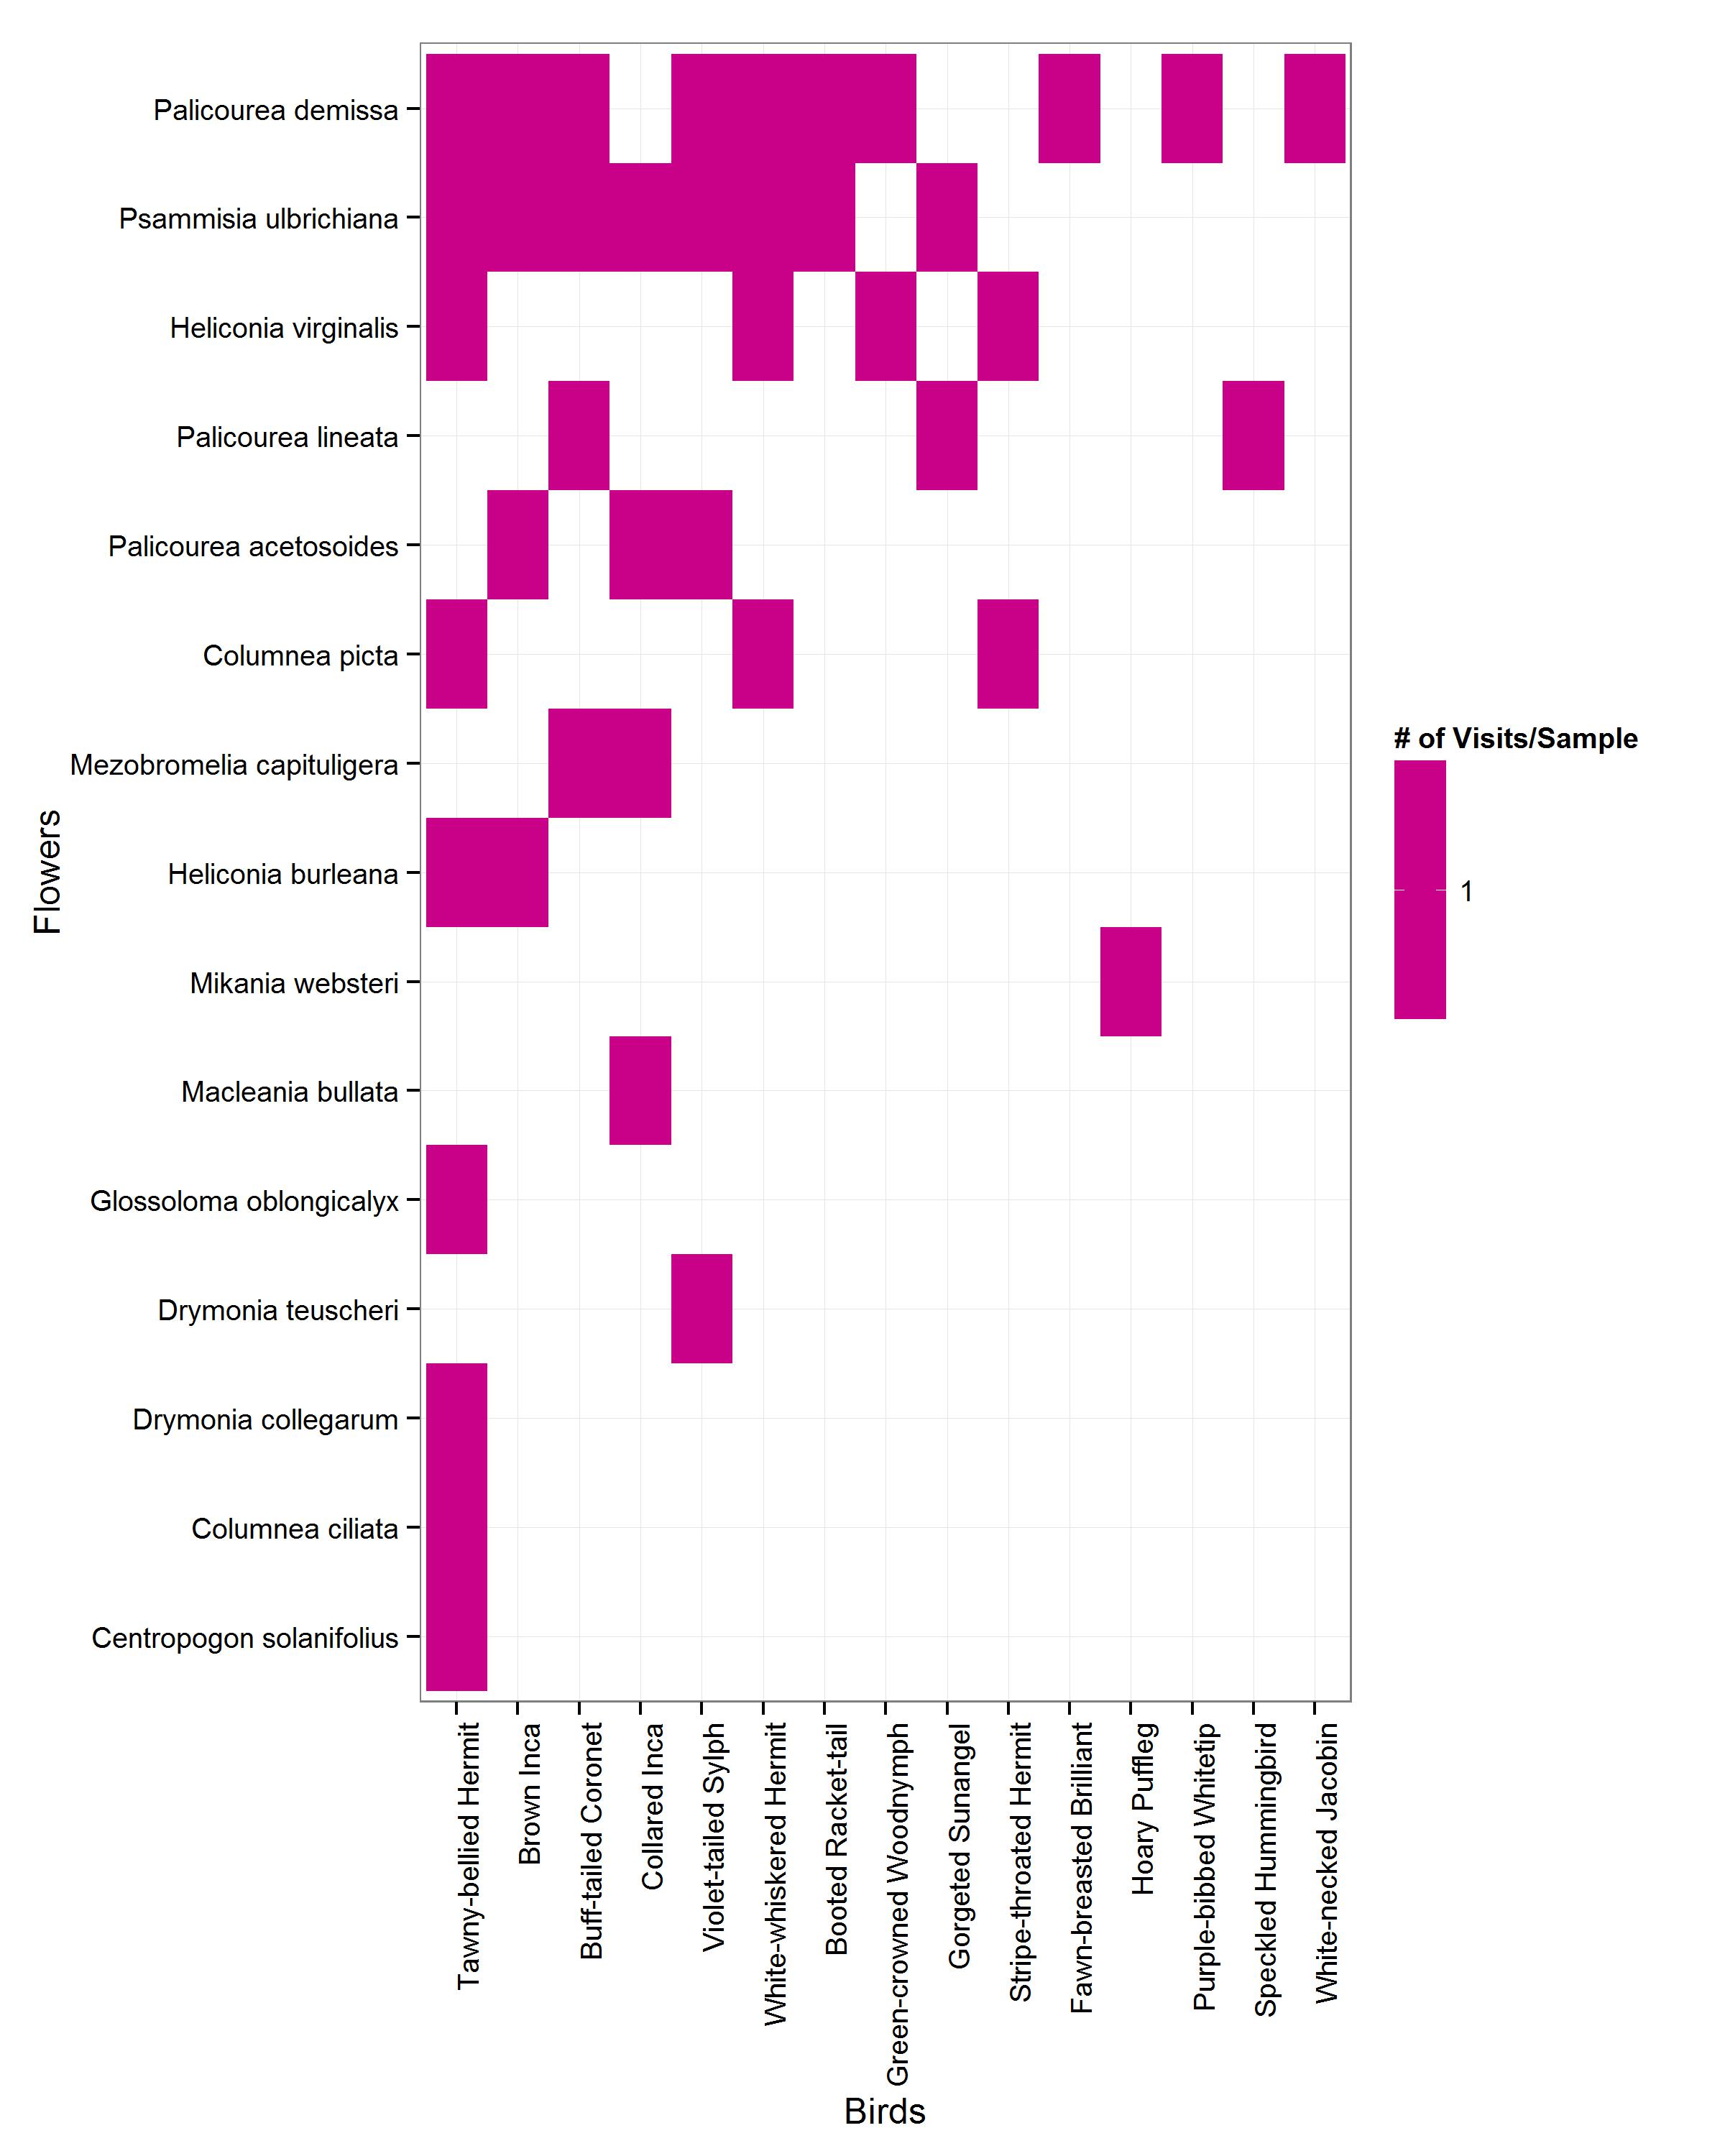 Palicourea demissa
Psammisia ulbrichiana
Heliconia virginalis
Palicourea lineata
Palicourea acetosoides
Columnea picta
Mezobromelia capituligera
Heliconia burleana
Mikania websteri
Macleania bullata
Glossoloma oblongicalyx
Drymonia teuscheri
Drymonia collegarum
Columnea ciliata
Centropogon solanifolius
Flowers
Tawny-bellied Hermit
Brown Inca
Buff-tailed Coronet
Collared Inca
Violet-tailed Sylph
White-whiskered Hermit
Booted Racket-tail
Green-crowned Woodnymph
Gorgeted Sunangel
Stripe-throated Hermit
Fawn-breasted Brilliant
Hoary Puffleg
Purple-bibbed Whitetip
Speckled Hummingbird
White-necked Jacobin
Birds
# of Visits/Sample
1